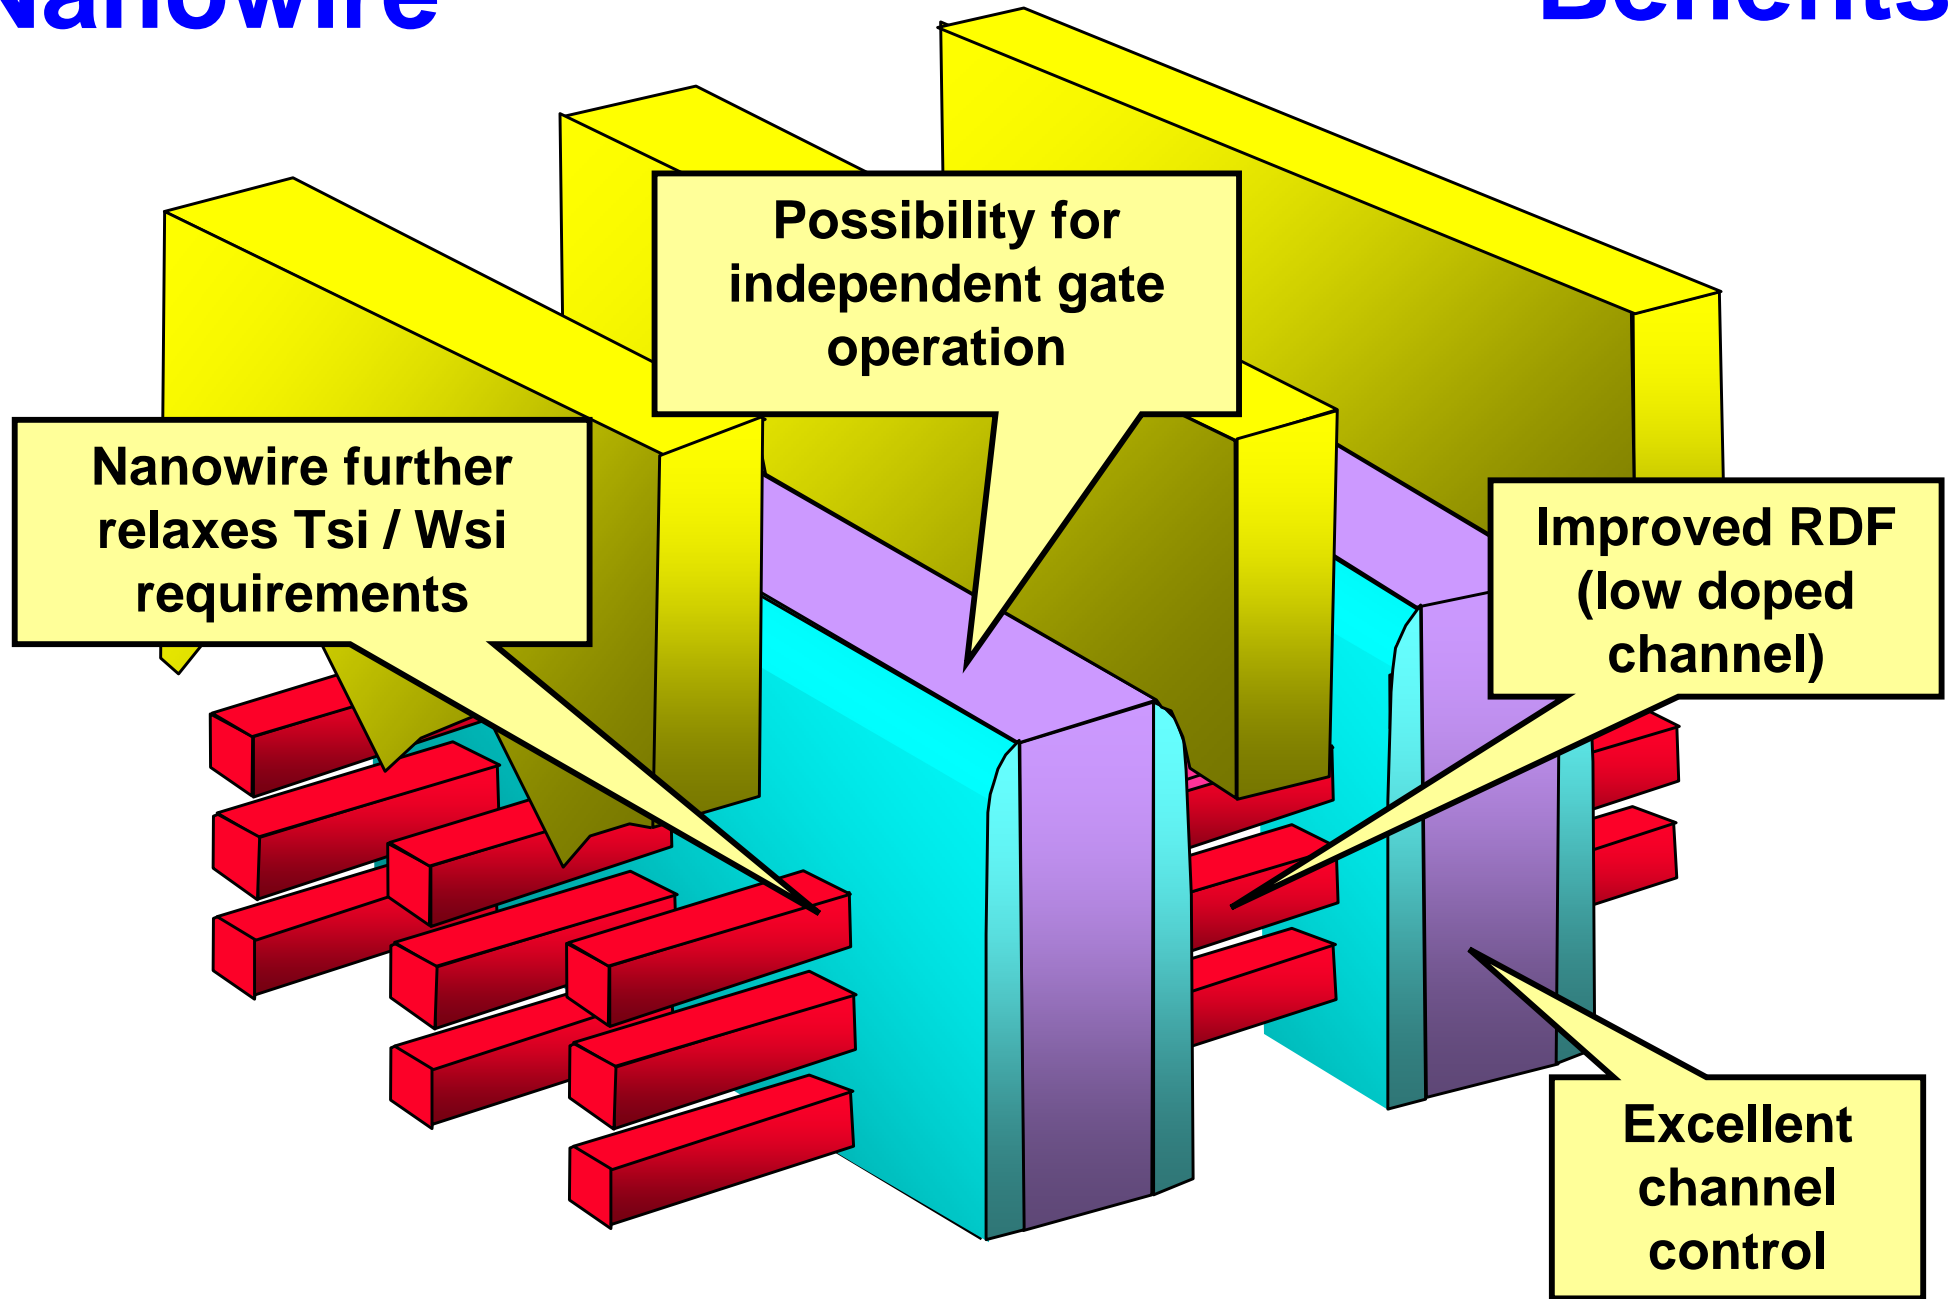 Nanowire
Benefits
Possibility for
independent gate
operation
Nanowire further
relaxes Tsi / Wsi
requirements
Improved RDF
(low doped
channel)
Excellent
channel
control